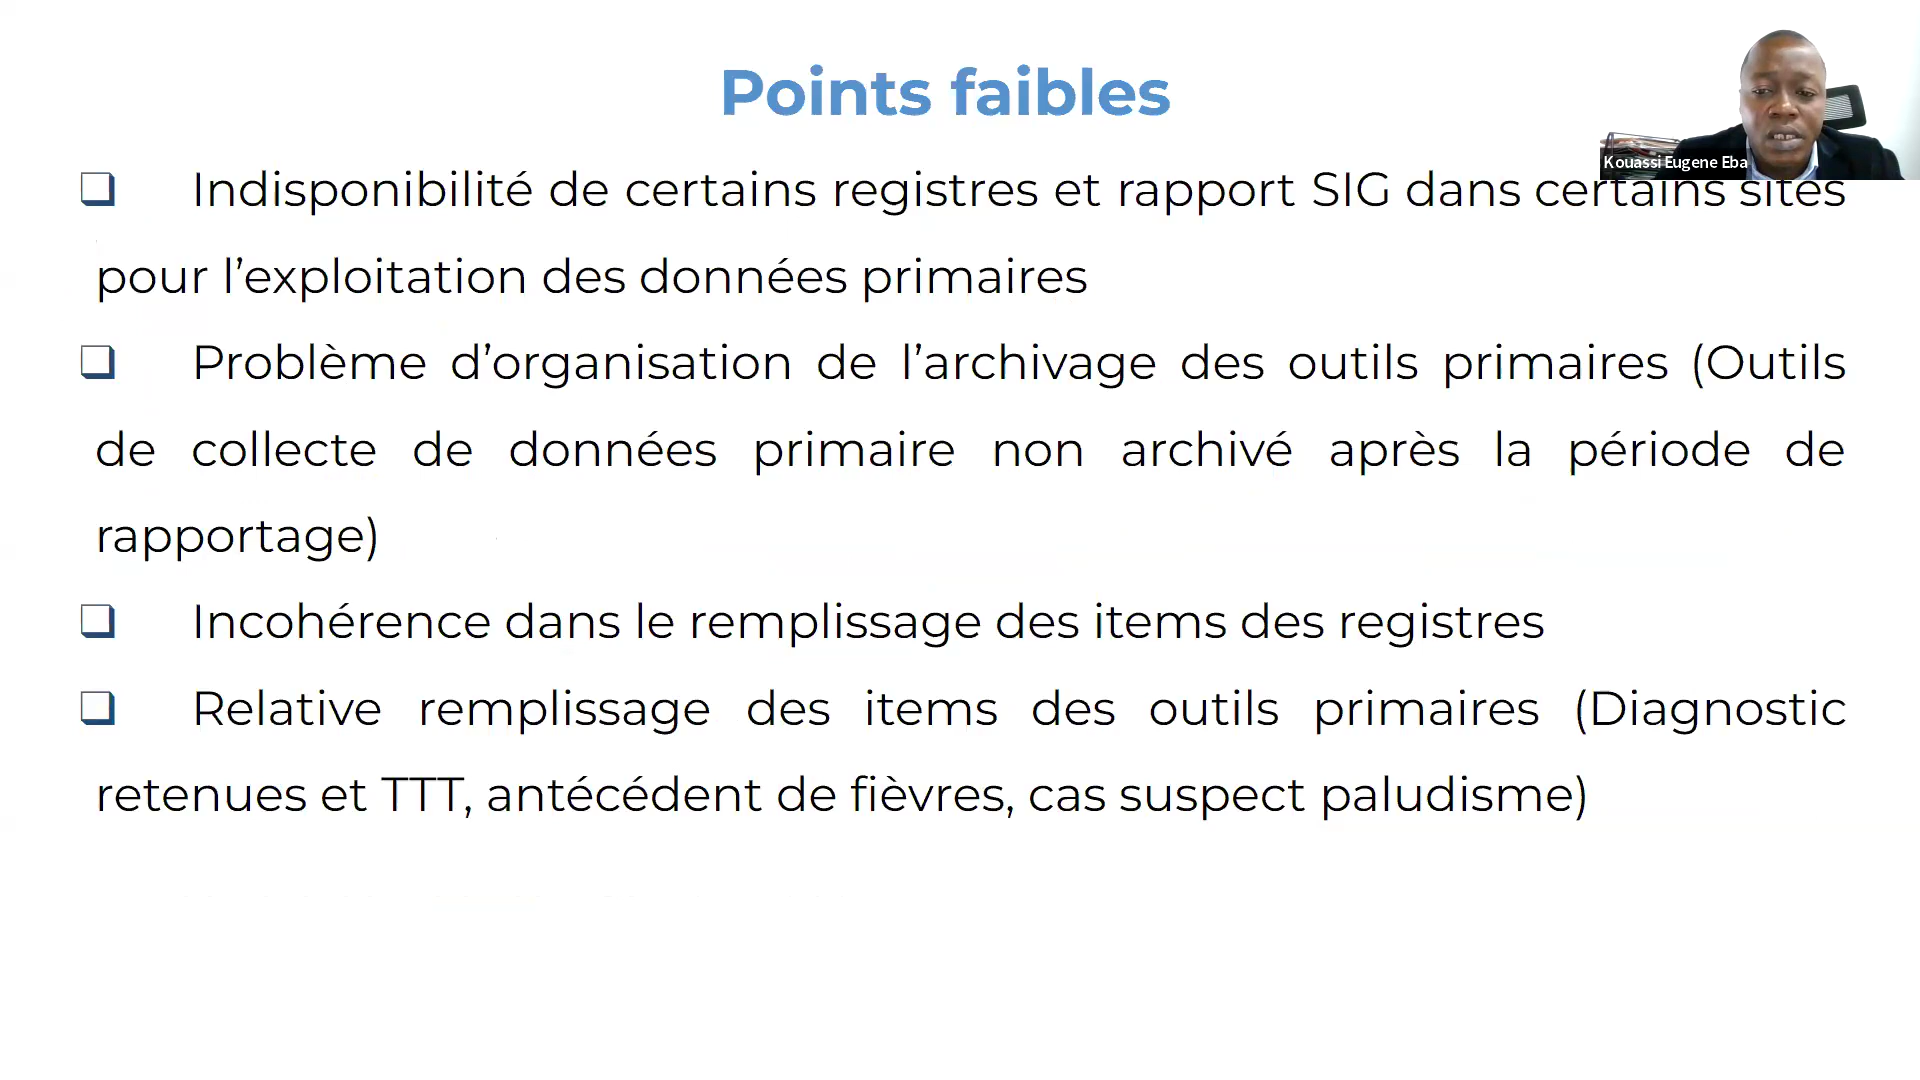 Points faibles
Kouassi Eugene Eba
❑ Indisponibilité de certains registres et rapport SIG dans certains sites
pour l’exploitation des données primaires
❑ Problème d’organisation de l’archivage des outils primaires (Outils
de collecte de données primaire non archivé après la période de
rapportage)
❑ Incohérence dans le remplissage des items des registres
❑ Relative remplissage des items des outils primaires (Diagnostic
retenues et TTT, antécédent de fièvres, cas suspect paludisme)